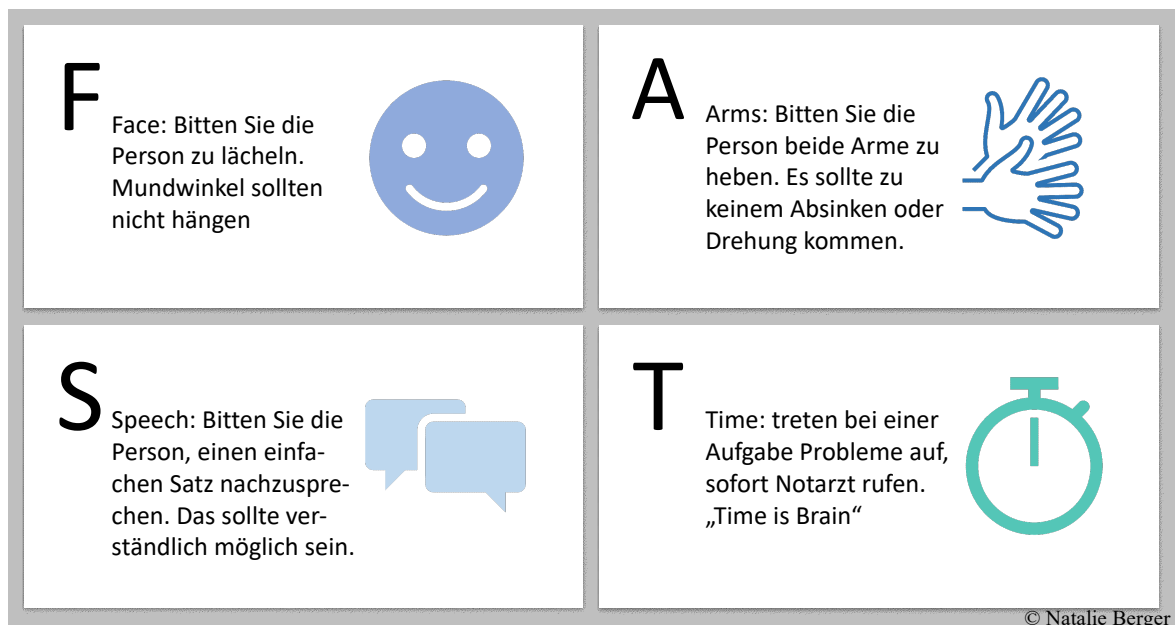 F
Face: Bitten Sie die
Person zu lächeln.
Mundwinkel sollten
nicht hängen
A
Arms: Bitten Sie die
Person beide Arme zu
heben. Es sollte zu
keinem Absinken oder
Drehung kommen.
S
Speech: Bitten Sie die
Person, einen einfa-
chen Satz nachzuspre-
chen. Das sollte ver-
ständlich möglich sein.
T
Time: treten bei einer
Aufgabe Probleme auf,
sofort Notarzt rufen.
„Time is Brain“
© Natalie Berger